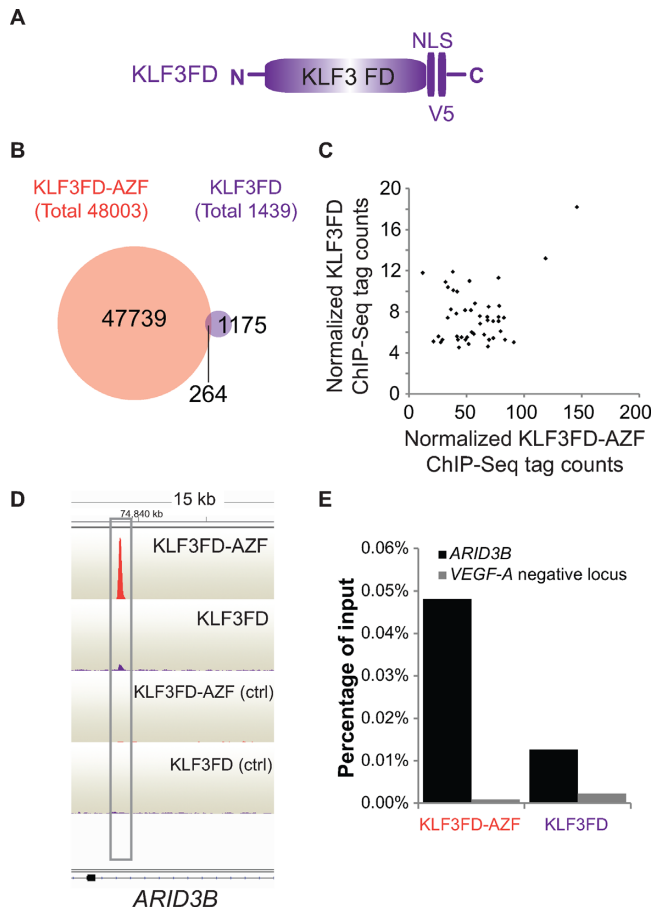 A
NLS
KLF3FD
N
KLF3 FD
C
V5
B
KLF3FD-AZF
(Total 48003)
KLF3FD
(Total 1439)
47739
1175
264
C
Normalized KLF3FD
ChIP-Seq tag counts
20
16
12
8
4
0
0
50
100
150
200
Normalized KLF3FD-AZF
ChIP-Seq tag counts
D
15 kb
74,840 kb
KLF3FD-AZF
KLF3FD
KLF3FD-AZF (ctrl)
KLF3FD (ctrl)
ARID3B
E
Percentage of input
0.06%
0.05%
0.04%
0.03%
0.02%
0.01%
0.00%
ARID3B
VEGF-A negative locus
KLF3FD-AZF
KLF3FD